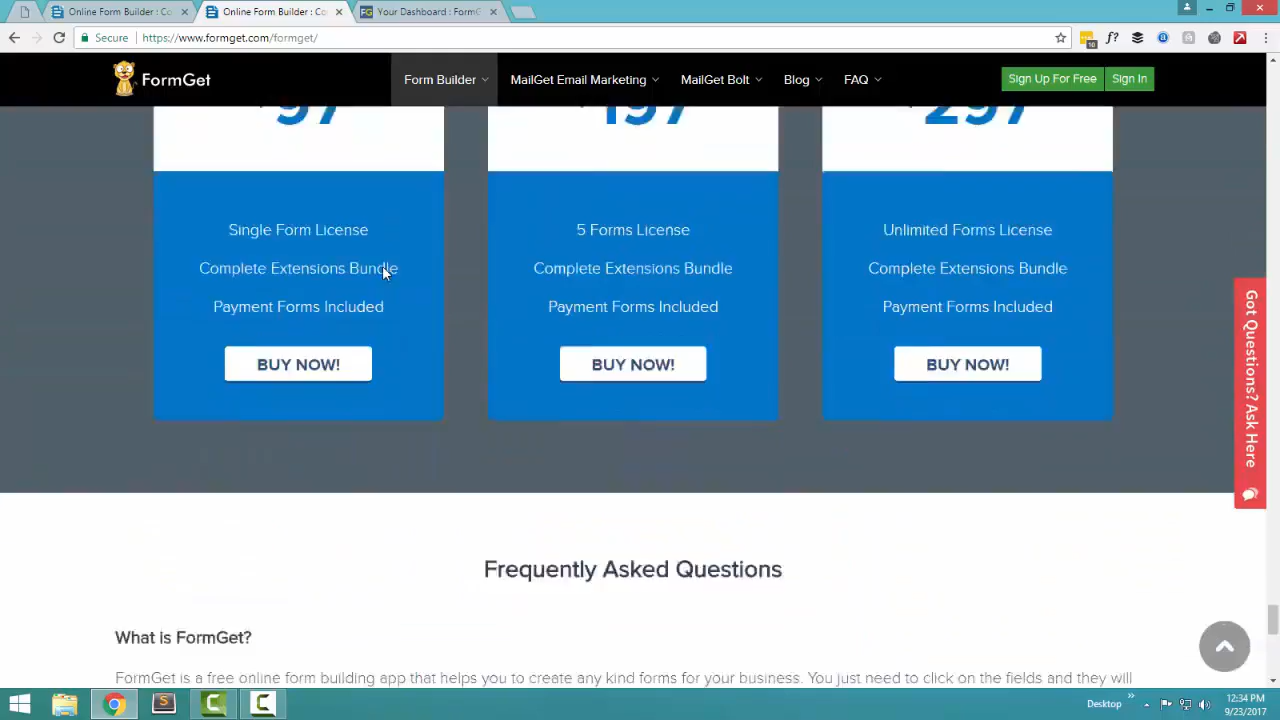 Online Form Builder : Co
Online Form Builder : Co
Your Dashboard : FormG
Secure
https://www.formget.com/formget/
10
f?
FormGet
Form Builder
MailGet Email Marketing
MailGet Bolt
Blog
FAQ
Sign Up For Free
Sign In
97
197
297
Single Form License
Complete Extensions Bundle
Payment Forms Included
BUY NOW!
5 Forms License
Complete Extensions Bundle
Payment Forms Included
BUY NOW!
Unlimited Forms License
Complete Extensions Bundle
Payment Forms Included
BUY NOW!
Got Questions? Ask Here
Frequently Asked Questions
What is FormGet?
FormGet is a free online form building app that helps you to create any kind forms for your business. You just need to click on the fields and they will
Desktop
12:34 PM
9/23/2017